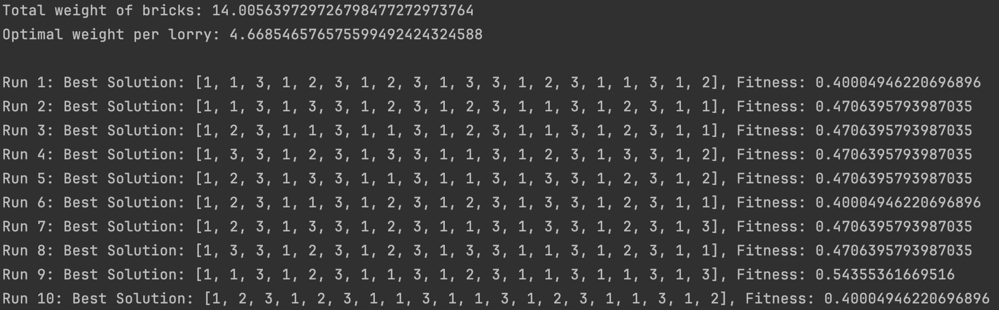 Total weight of bricks: 14.005639729726798477272973764
Optimal weight per lorry: 4.6685465765755994924243​24588
Run 1: Best Solution: [1, 1, 3, 1, 2, 3, 1, 2, 3, 1, 3, 3, 1, 2, 3, 1, 1, 3, 1, 2], Fitness: 0.40004946220696896
Run 2: Best Solution: [1, 1, 3, 1, 3, 3, 1, 2, 3, 1, 2, 3, 1, 1, 3, 1, 2, 3, 1, 1], Fitness: 0.4706395793987035
Run 3: Best Solution: [1, 2, 3, 1, 1, 3, 1, 1, 3, 1, 2, 3, 1, 1, 3, 1, 2, 3, 1, 1], Fitness: 0.4706395793987035
Run 4: Best Solution: [1, 3, 3, 1, 2, 3, 1, 3, 3, 1, 1, 3, 1, 2, 3, 1, 3, 3, 1, 2], Fitness: 0.4706395793987035
Run 5: Best Solution: [1, 2, 3, 1, 3, 3, 1, 1, 3, 1, 1, 3, 1, 3, 3, 1, 2, 3, 1, 2], Fitness: 0.4706395793987035
Run 6: Best Solution: [1, 2, 3, 1, 1, 3, 1, 2, 3, 1, 2, 3, 1, 3, 3, 1, 2, 3, 1, 1], Fitness: 0.40004946220696896
Run 7: Best Solution: [1, 2, 3, 1, 3, 3, 1, 2, 3, 1, 1, 3, 1, 3, 3, 1, 2, 3, 1, 3], Fitness: 0.4706395793987035
Run 8: Best Solution: [1, 3, 3, 1, 2, 3, 1, 2, 3, 1, 3, 3, 1, 1, 3, 1, 2, 3, 1, 1], Fitness: 0.4706395793987035
Run 9: Best Solution: [1, 1, 3, 1, 2, 3, 1, 1, 3, 1, 2, 3, 1, 1, 3, 1, 1, 3, 1, 3], Fitness: 0.54355361669516
Run 10: Best Solution: [1, 2, 3, 1, 2, 3, 1, 1, 3, 1, 1, 3, 1, 2, 3, 1, 1, 3, 1, 2], Fitness: 0.40004946220696896